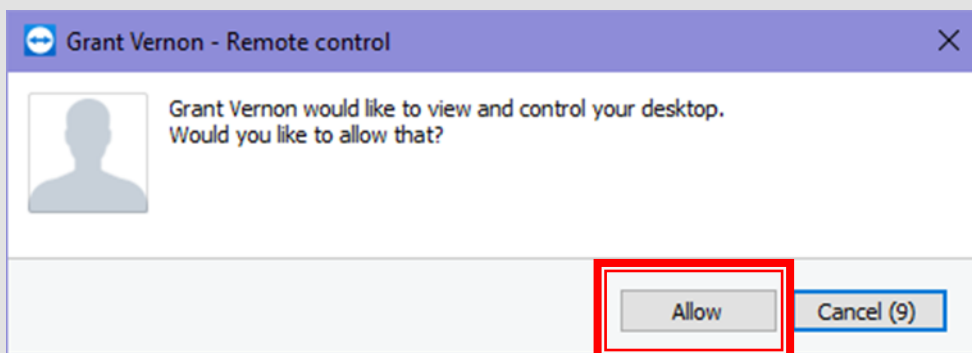 Grant Vernon - Remote control
Grant Vernon would like to view and control your desktop.
Would you like to allow that?
Allow
Cancel (9)